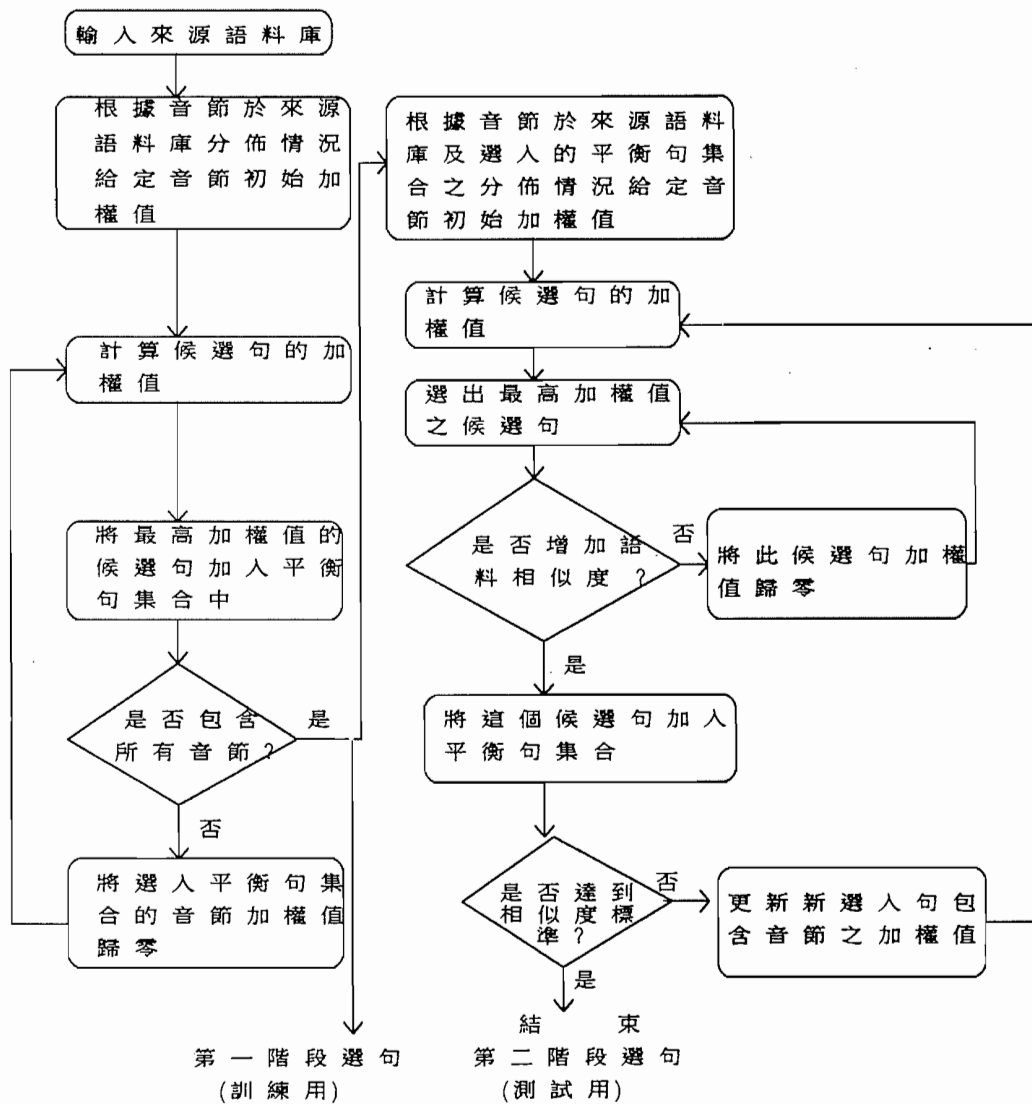 輸入來源語料庫
根據音節於來源
語料庫分佈情況
給定音節初始加
權值
計算候選句的加
權值
將最高加權值的
候選句加入平衡
句集合中
是否包含
所有音節?
是
否
將選入平衡句集
合的音節加權值
歸零
第一階段選句
(訓練用)
根據音節於來源語料
庫及選入的平衡句集
合之分佈情況給定音
節初始加權值
計算候選句的加
權值
選出最高加權值
之候選句
是否增加語
料相似度?
否
將此候選句加權
值歸零
是
將這個候選句加入
平衡句集合
是否達到
相似度標
準?
否
更新新選入句包
含音節之加權值
是
結束
第二階段選句
(測試用)